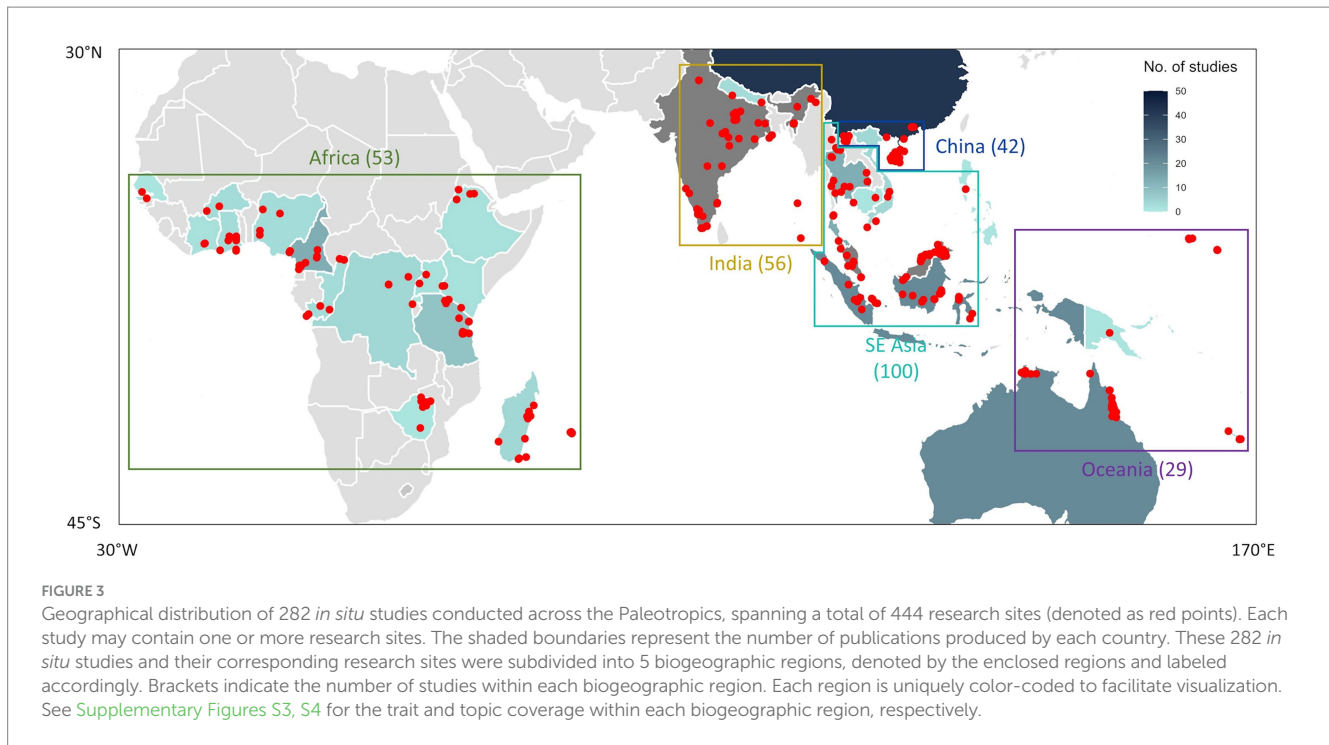 30°N
No. of studies
50
40
30
20
10
0
Africa (53)
China (42)
India (56)
SE Asia
(100)
Oceania (29)
45°S
30°W
170°E
FIGURE 3
Geographical distribution of 282 in situ studies conducted across the Paleotropics, spanning a total of 444 research sites (denoted as red points). Each
study may contain one or more research sites. The shaded boundaries represent the number of publications produced by each country. These 282 in
situ studies and their corresponding research sites were subdivided into 5 biogeographic regions, denoted by the enclosed regions and labeled
accordingly. Brackets indicate the number of studies within each biogeographic region. Each region is uniquely color-coded to facilitate visualization.
See Supplementary Figures S3, S4 for the trait and topic coverage within each biogeographic region, respectively.